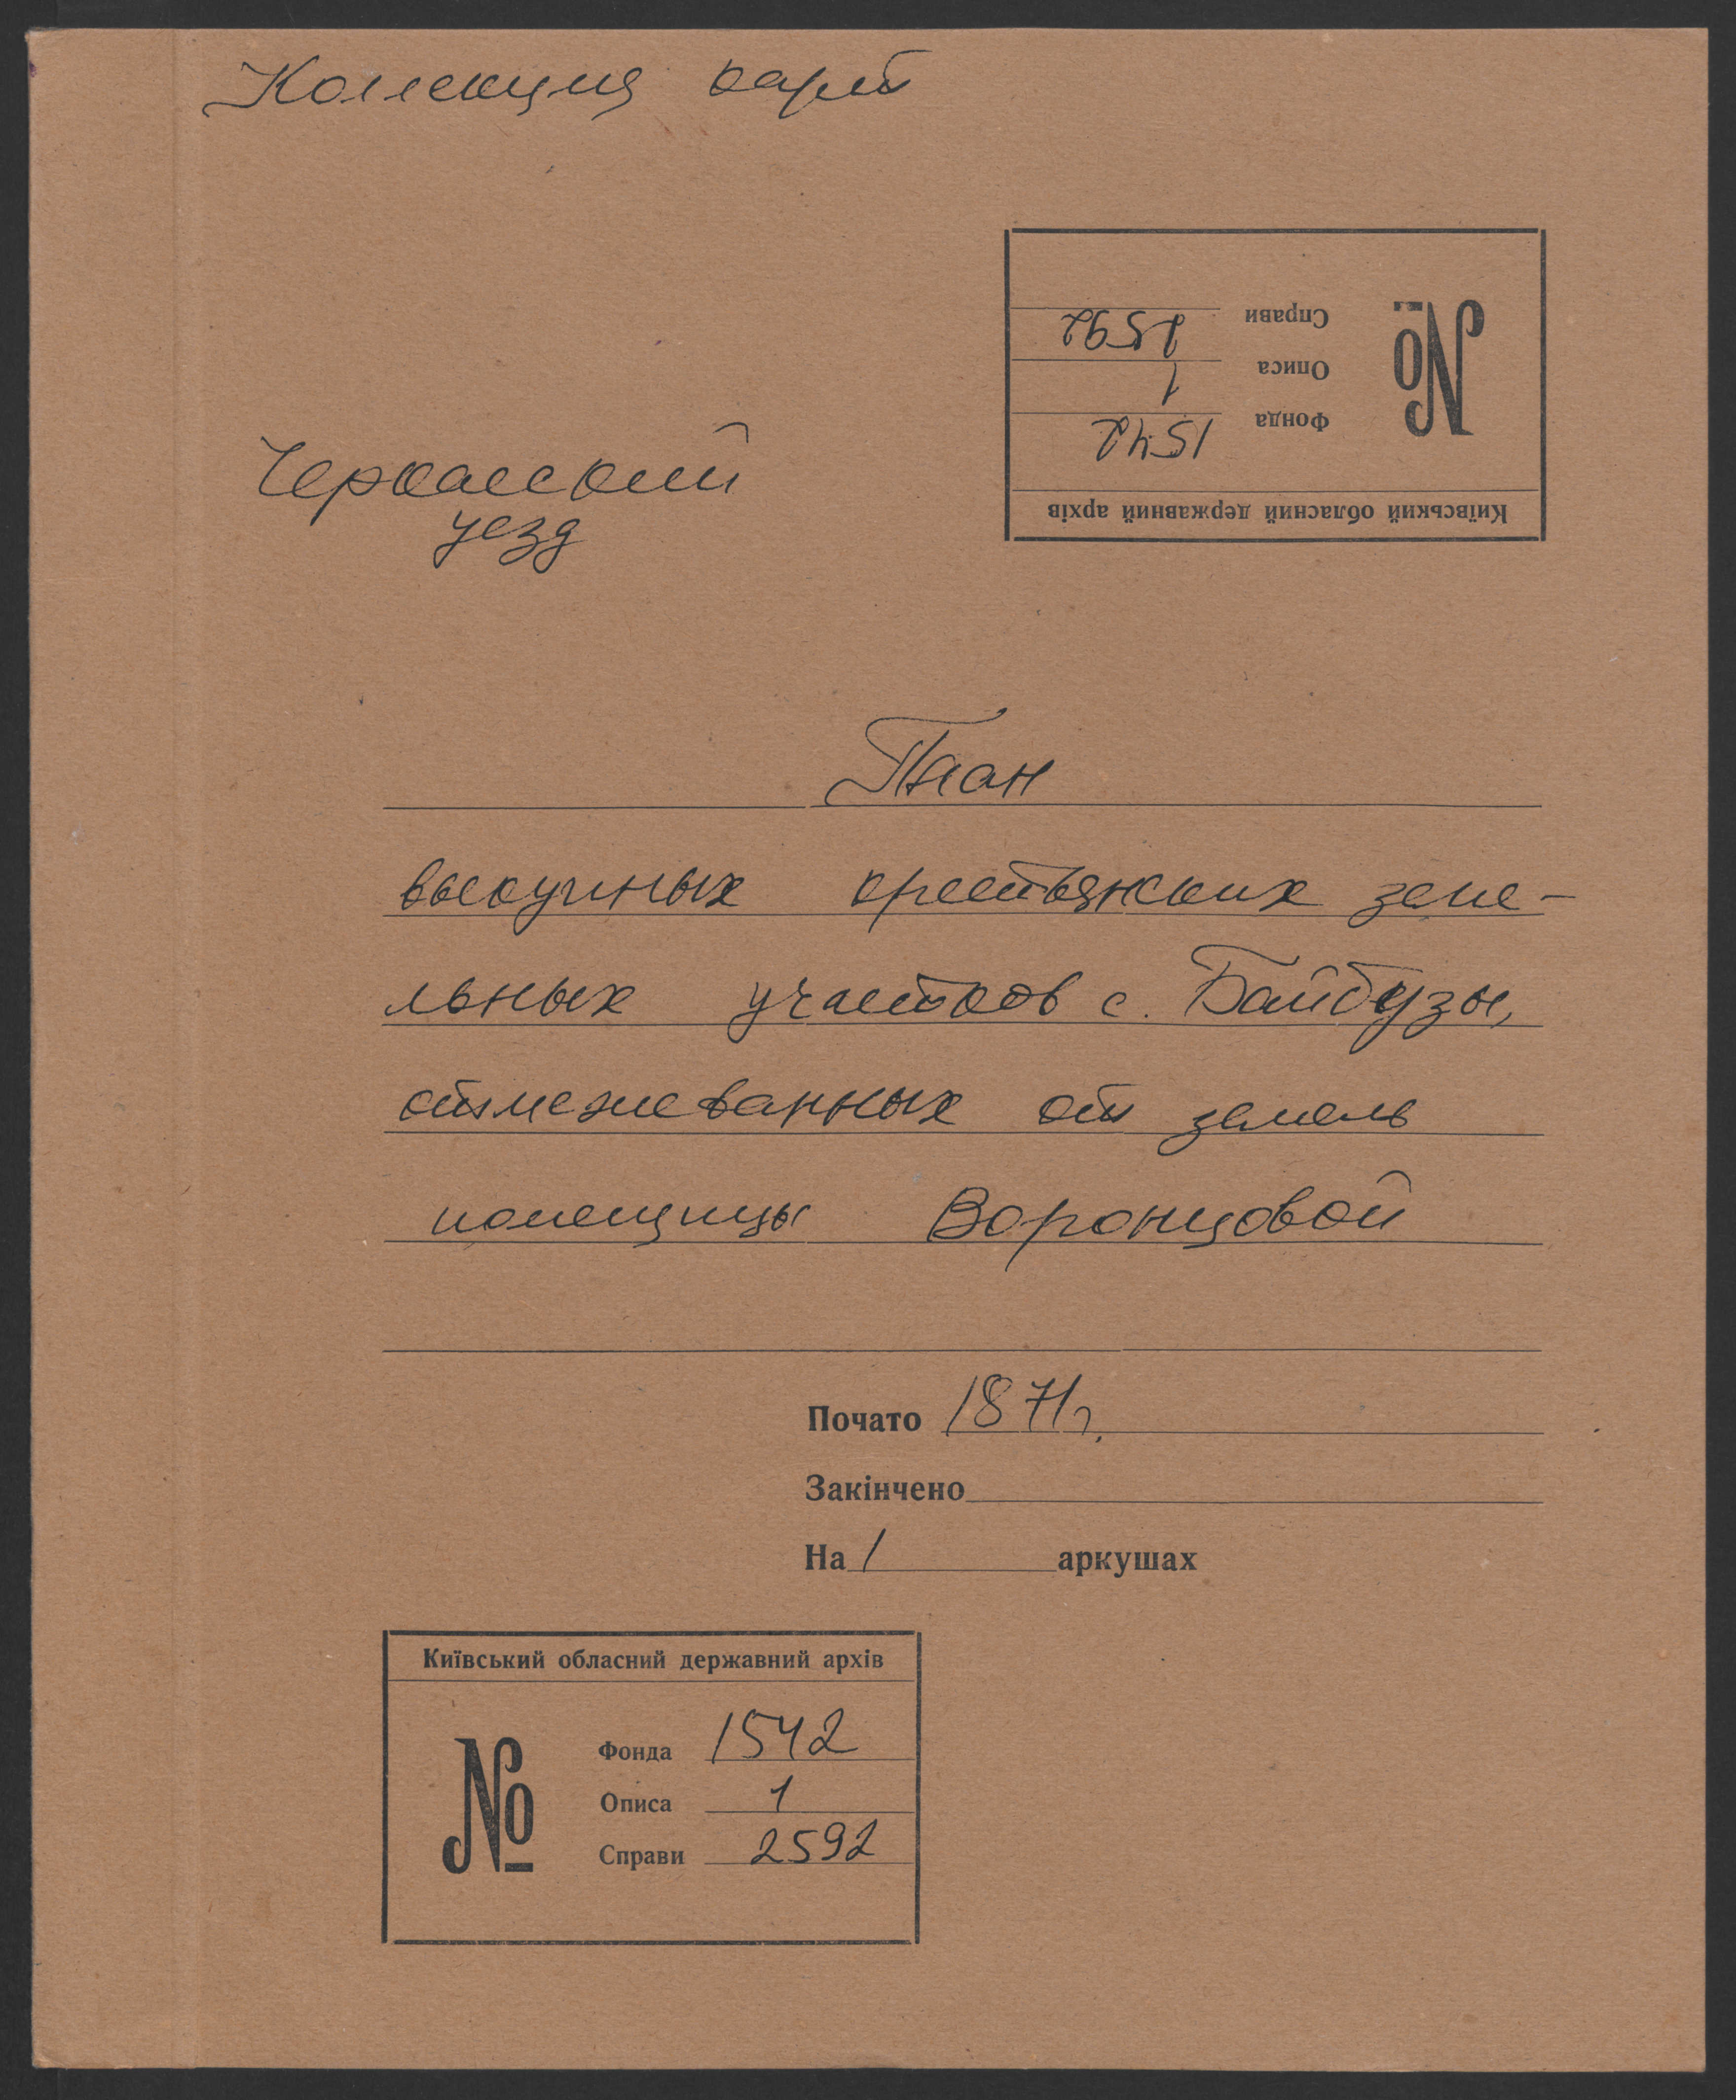 Коллекция карт
Справи 2592
Описа 1
Фонда 1542
№
Київський обласний державний архів
Черкасский
уезд
План
выкупных крестьянских земе-
льных участков с. Байбузы,
отмежеванных от земель
помещицы Воронцовой
Почато 1871 г.
Закінчено
На 1 аркушах
Київський обласний державний архів
№
Фонда 1542
Описа 1
Справи 2592